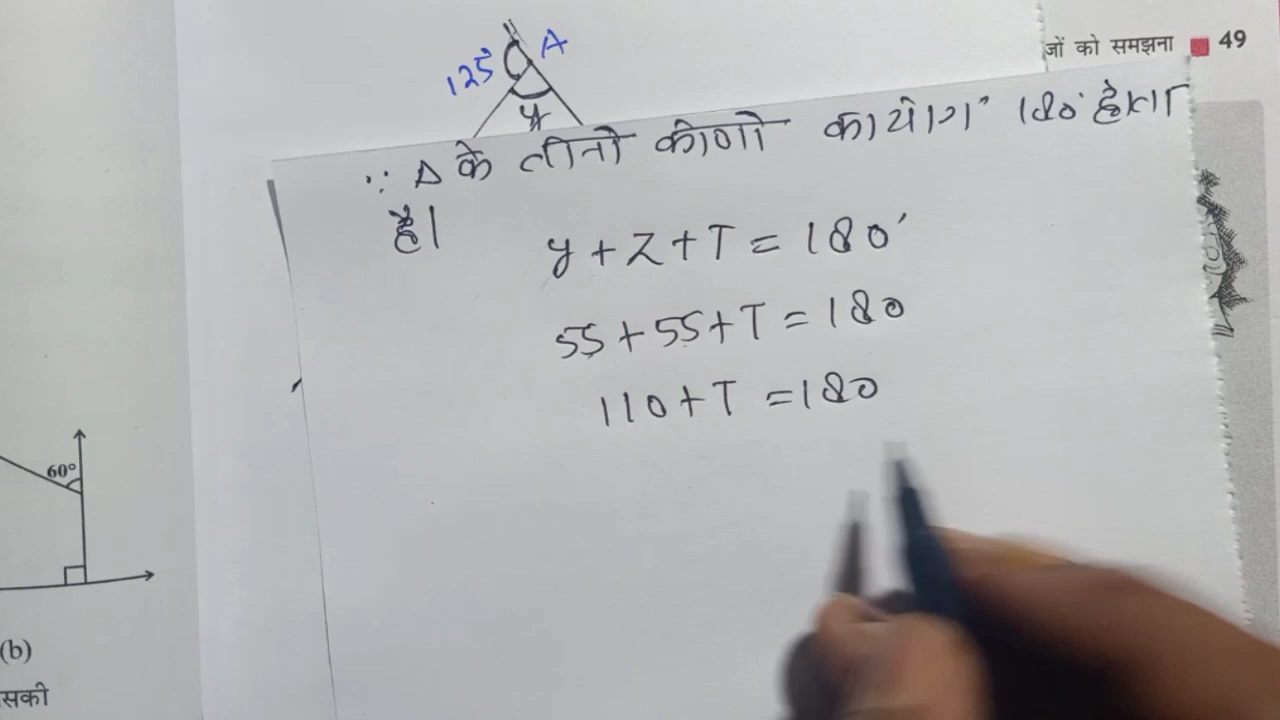 जों को समझना 49
125° A
y
∵ Δ के तीनो कोणो का योग 180° होता
है।
y + Z + T = 180°
55 + 55 + T = 180
110 + T = 180
60°
(b)
सकी